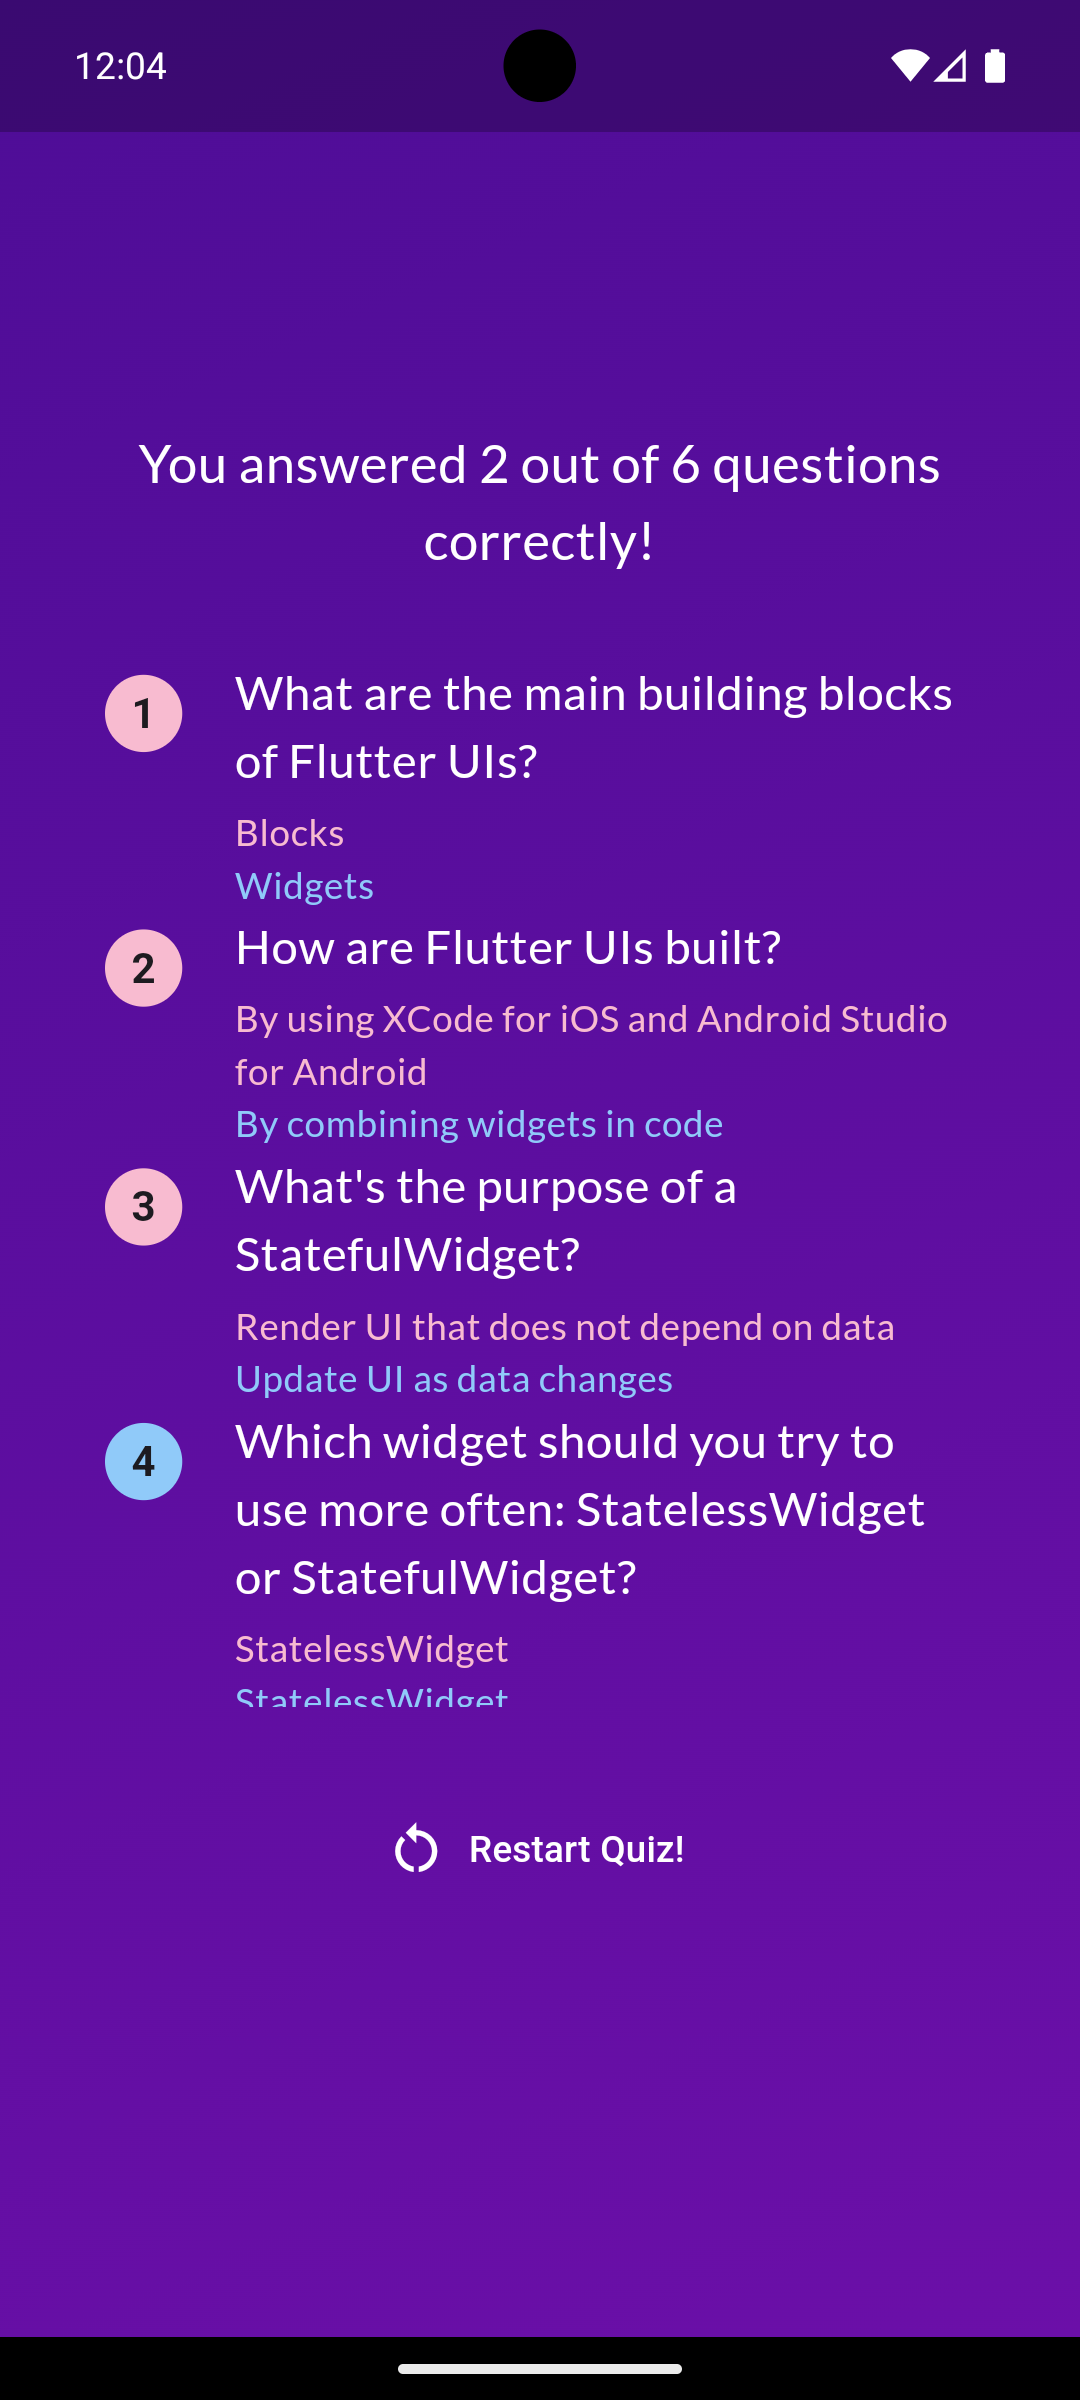 12:04
You answered 2 out of 6 questions
correctly!
1
What are the main building blocks
of Flutter UIs?
Blocks
Widgets
2
How are Flutter UIs built?
By using XCode for iOS and Android Studio
for Android
By combining widgets in code
3
What's the purpose of a
StatefulWidget?
Render UI that does not depend on data
Update UI as data changes
4
Which widget should you try to
use more often: StatelessWidget
or StatefulWidget?
StatelessWidget
StatelessWidget
Restart Quiz!